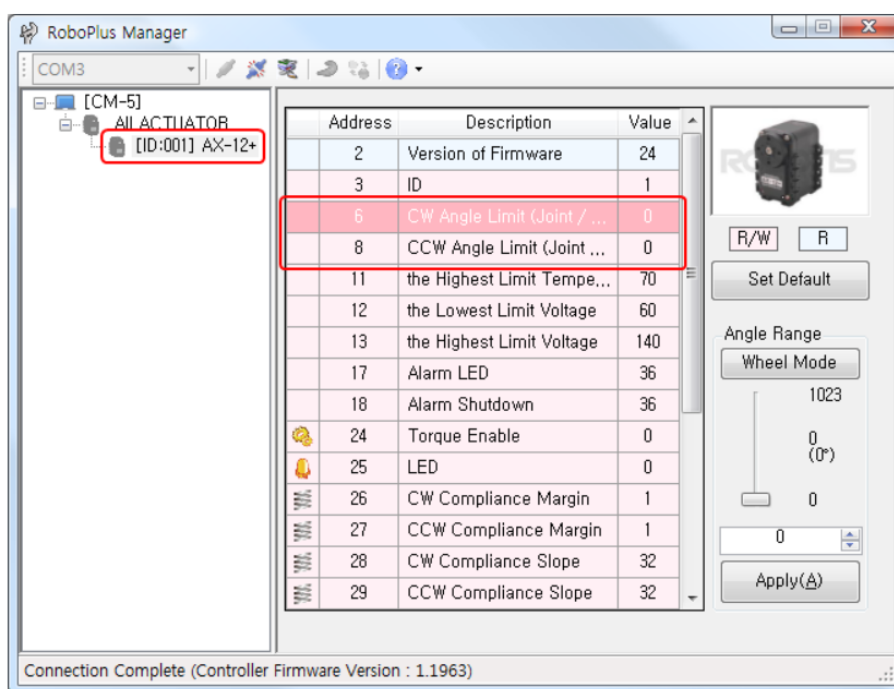 RoboPlus Manager
COM3
[CM-5]
All ACTUATOR
[ID:001] AX-12+
Address Description Value
2 Version of Firmware 24
3 ID 1
6 CW Angle Limit (Joint / ... 0
8 CCW Angle Limit (Joint ... 0
11 the Highest Limit Tempe... 70
12 the Lowest Limit Voltage 60
13 the Highest Limit Voltage 140
17 Alarm LED 36
18 Alarm Shutdown 36
24 Torque Enable 0
25 LED 0
26 CW Compliance Margin 1
27 CCW Compliance Margin 1
28 CW Compliance Slope 32
29 CCW Compliance Slope 32
ROBOTIS
R/W R
Set Default
Angle Range
Wheel Mode
1023
0
(0°)
0
0
Apply(A)
Connection Complete (Controller Firmware Version : 1.1963)